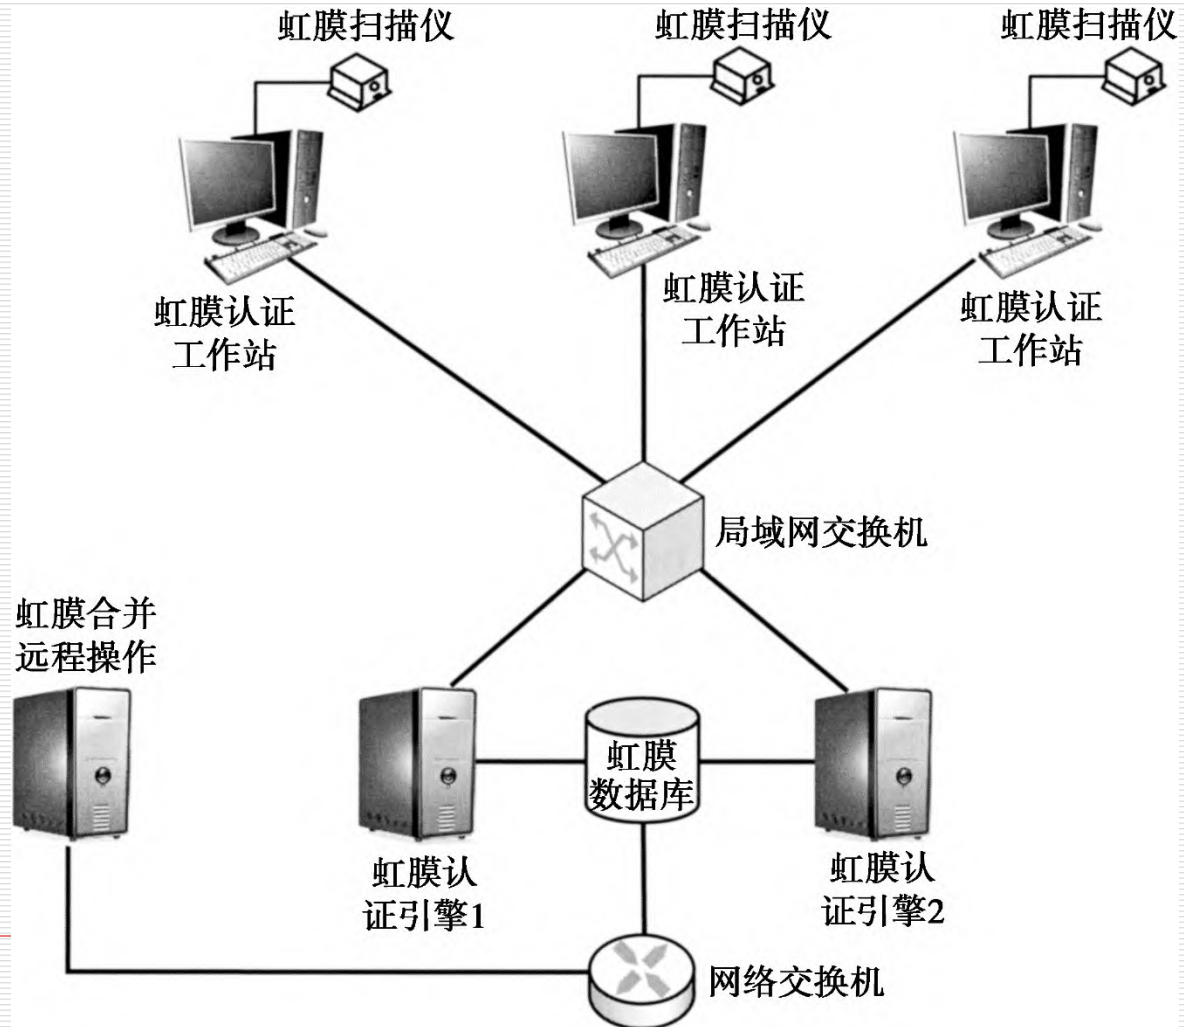 虹膜扫描仪
虹膜扫描仪
虹膜扫描仪
虹膜认证
工作站
虹膜认证
工作站
虹膜认证
工作站
局域网交换机
虹膜合并
远程操作
虹膜
数据库
虹膜认
证引擎1
虹膜认
证引擎2
网络交换机